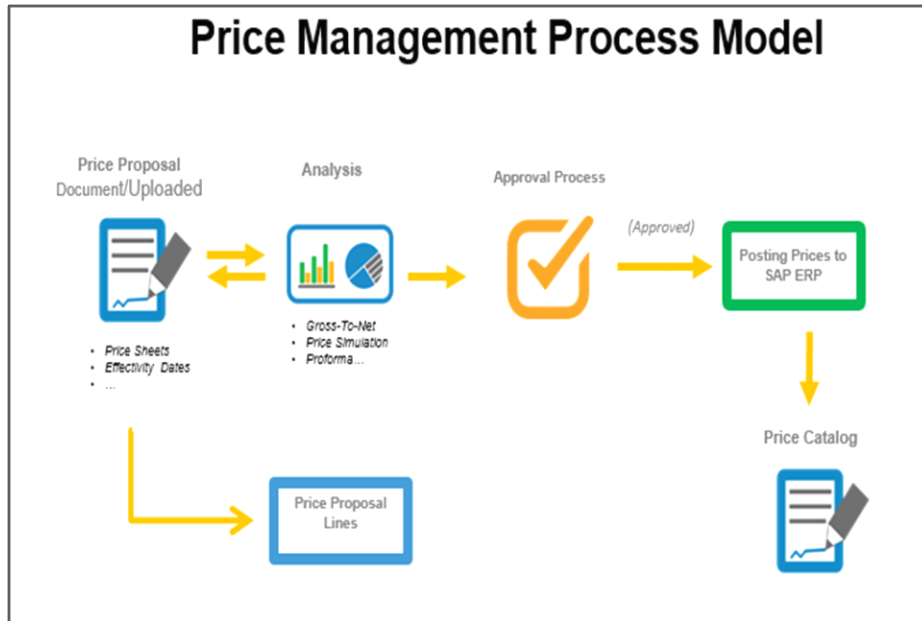 Price Management Process Model
Price Proposal
Document/Uploaded
Analysis
Approval Process
(Approved)
Posting Prices to
SAP ERP
• Price Sheets
• Effectivity Dates
• ...
• Gross-To-Net
• Price Simulation
• Proforma...
Price Catalog
Price Proposal
Lines